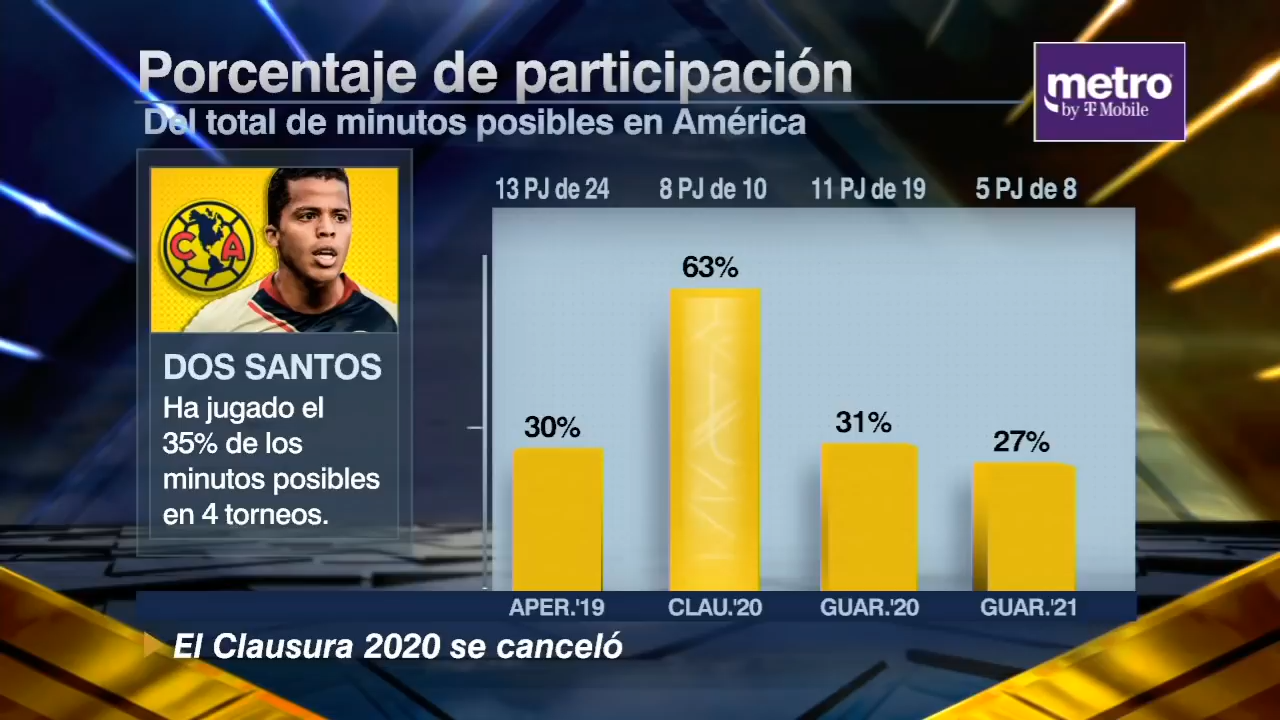 Porcentaje de participación
Del total de minutos posibles en América
metro
by T Mobile
13 PJ de 24
8 PJ de 10
11 PJ de 19
5 PJ de 8
CA
63%
30%
31%
27%
DOS SANTOS
Ha jugado el
35% de los
minutos posibles
en 4 torneos.
APER.'19
CLAU.'20
GUAR.'20
GUAR.'21
El Clausura 2020 se canceló